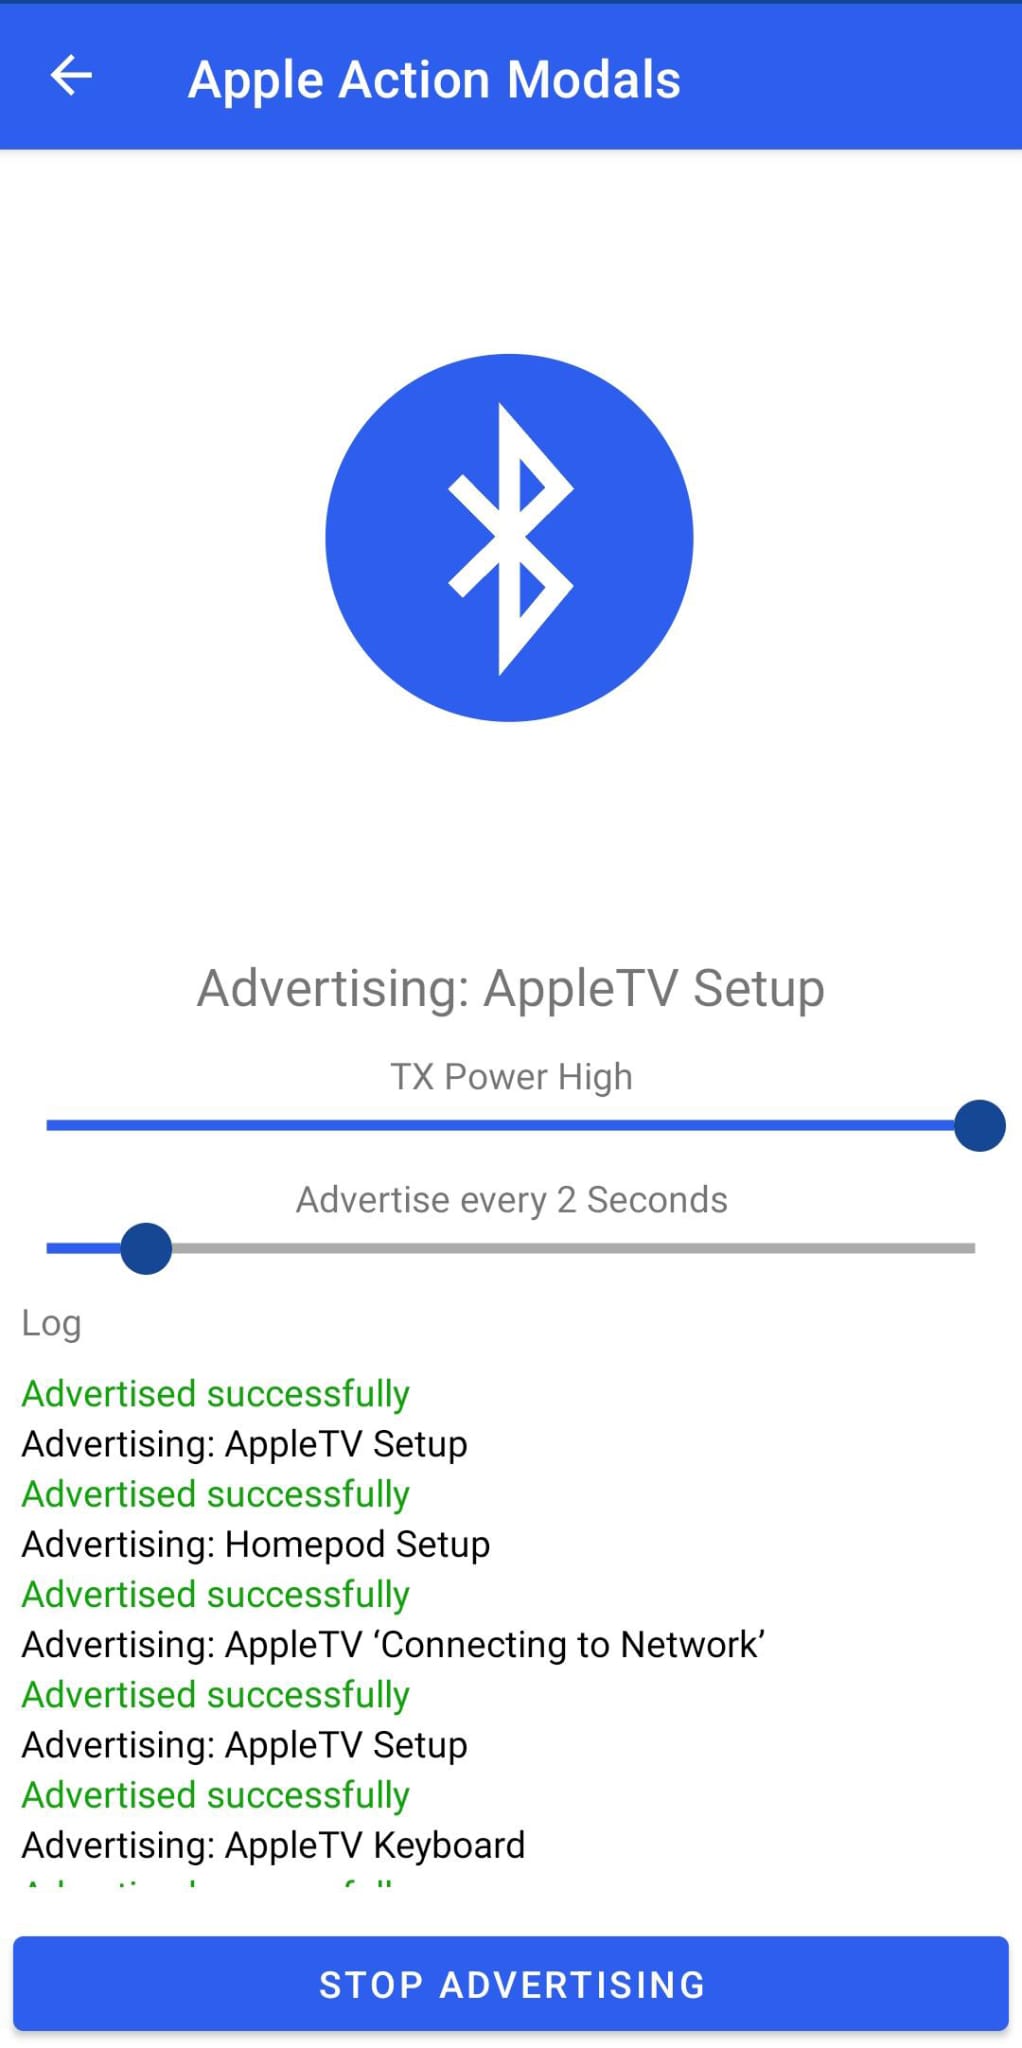 Apple Action Modals
Advertising: AppleTV Setup
TX Power High
Advertise every 2 Seconds
Log
Advertised successfully
Advertising: AppleTV Setup
Advertised successfully
Advertising: Homepod Setup
Advertised successfully
Advertising: AppleTV ‘Connecting to Network’
Advertised successfully
Advertising: AppleTV Setup
Advertised successfully
Advertising: AppleTV Keyboard
STOP ADVERTISING